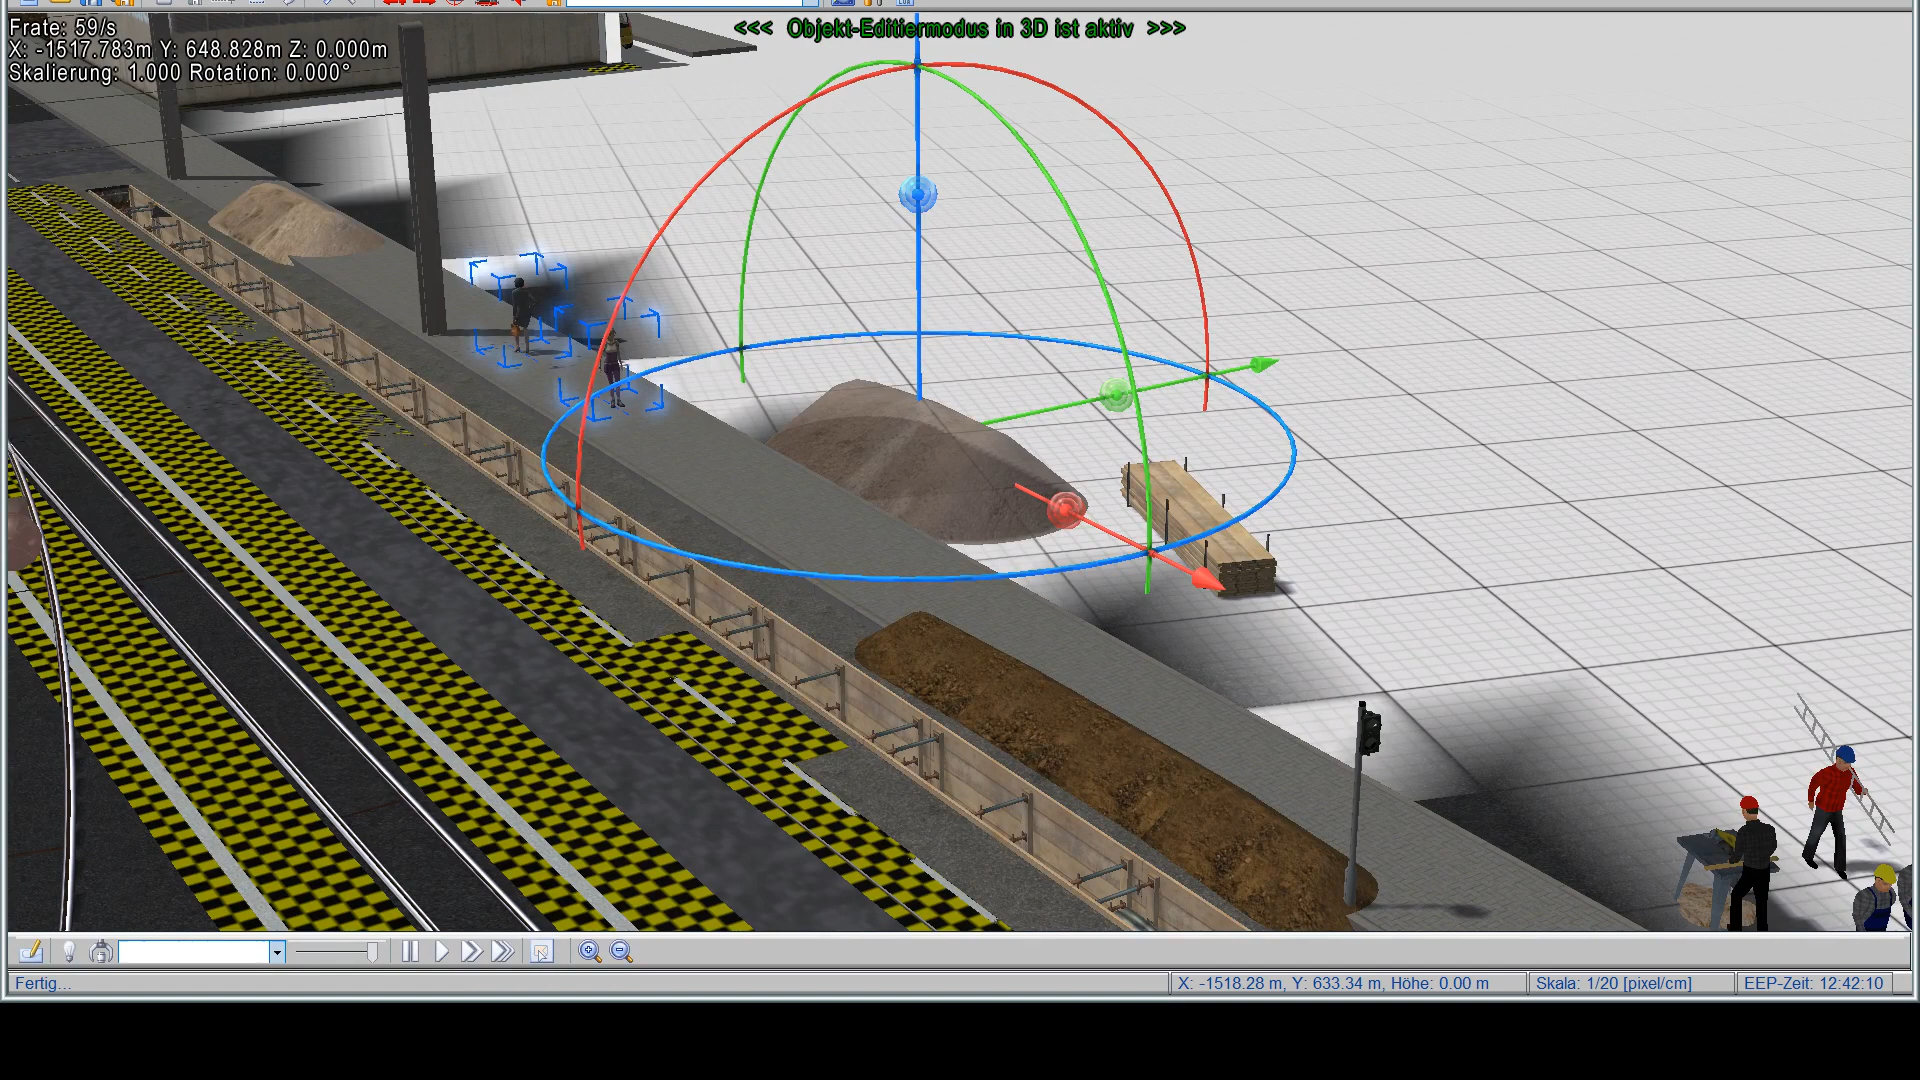 <<< Objekt-Editiermodus in 3D ist aktiv >>>
Frate: 59/s
X: -1517.783m Y: 648.828m Z: 0.000m
Skalierung: 1.000 Rotation: 0.000°
Fertig...
X: -1518.28 m, Y: 633.34 m, Höhe: 0.00 m
Skala: 1/20 [pixel/cm]
EEP-Zeit: 12:42:10